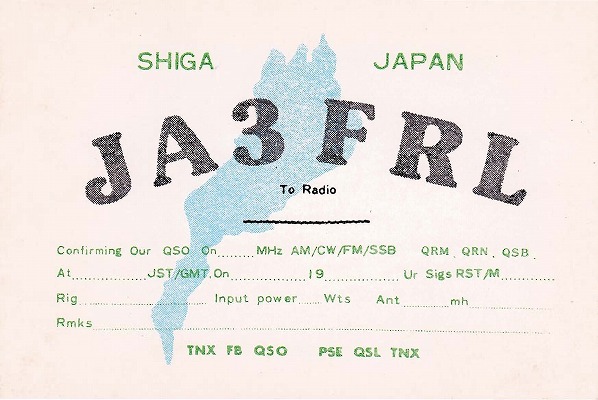 SHIGA JAPAN
JA3FRL
To Radio
Confirming Our QSO On........MHz AM/CW/FM/SSB QRM. QRN. QSB.
At................JST/GMT.On................19................Ur Sigs RST/M............
Rig............................ Input power.....Wts Ant..........mh....................
Rmks....................................................................................
TNX FB QSO PSE QSL TNX